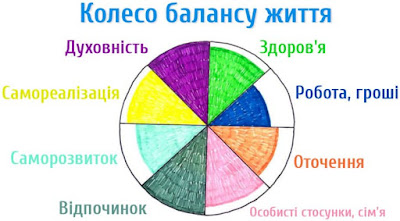 Колесо балансу життя
Духовність
Здоров'я
Самореалізація
Робота, гроші
Саморозвиток
Оточення
Відпочинок
Особисті стосунки, сім'я